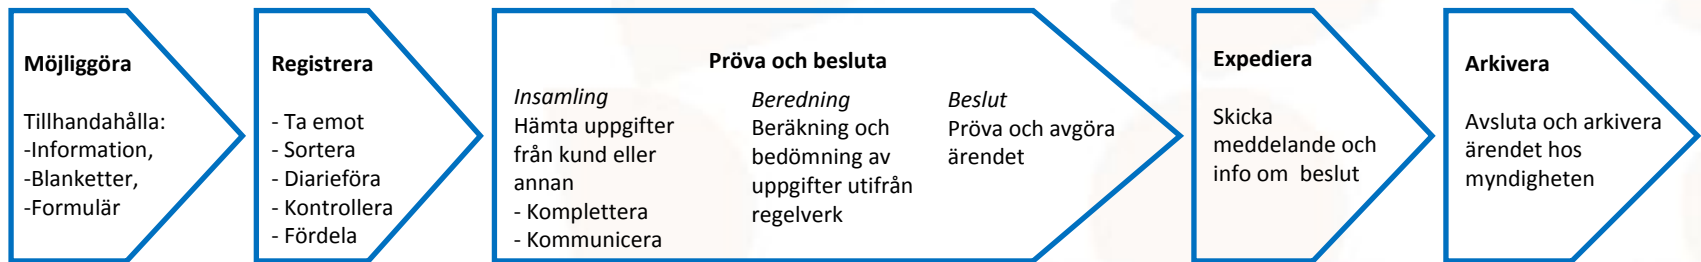 Möjliggöra
Tillhandahålla:
-Information,
-Blanketter,
-Formulär
Registrera
- Ta emot
- Sortera
- Diarieföra
- Kontrollera
- Fördela
Pröva och besluta
Insamling
Hämta uppgifter
från kund eller
annan
- Komplettera
- Kommunicera
Beredning
Beräkning och
bedömning av
uppgifter utifrån
regelverk
Beslut
Pröva och avgöra
ärendet
Expediera
Skicka
meddelande och
info om  beslut
Arkivera
Avsluta och arkivera
ärendet hos
myndigheten